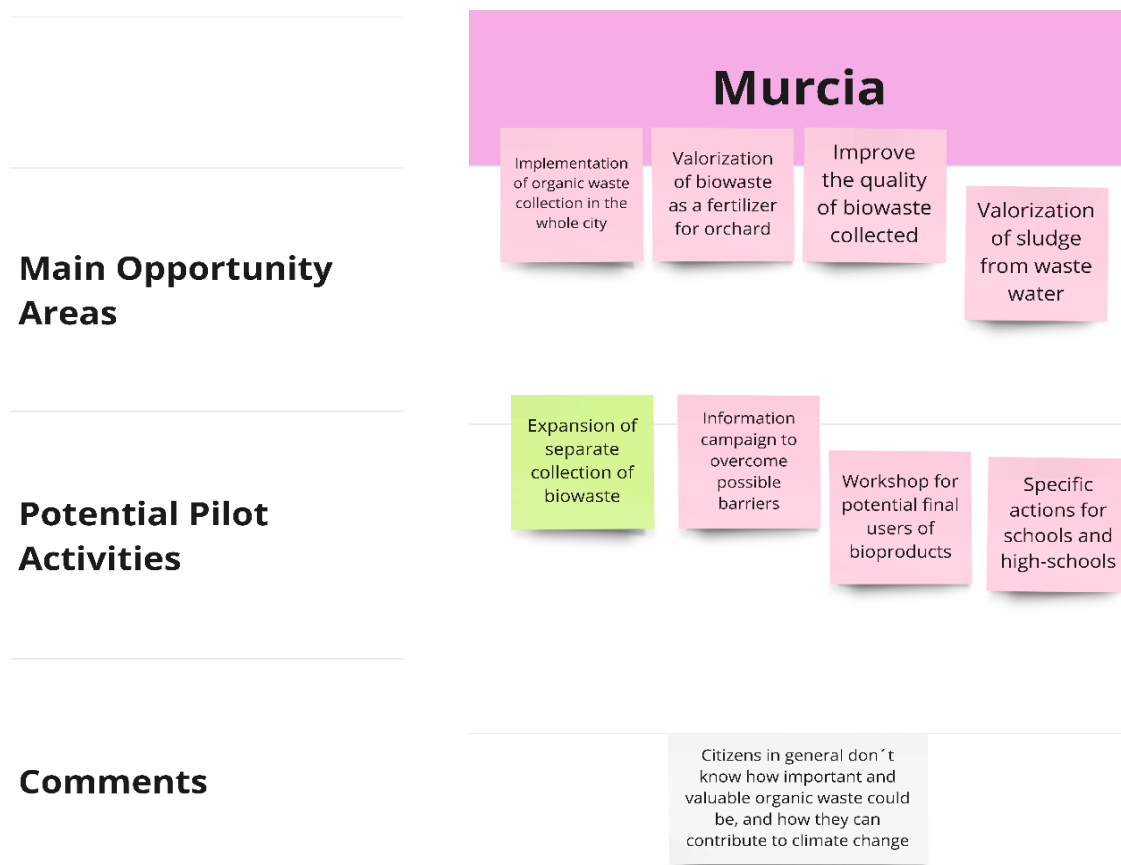 Murcia
Main Opportunity
Areas
Implementation
of organic waste
collection in the
whole city
Valorization
of biowaste
as a fertilizer
for orchard
Improve
the quality
of biowaste
collected
Valorization
of sludge
from waste
water
Potential Pilot
Activities
Expansion of
separate
collection of
biowaste
Information
campaign to
overcome
possible
barriers
Workshop for
potential final
users of
bioproducts
Specific
actions for
schools and
high-schools
Comments
Citizens in general don´t
know how important and
valuable organic waste could
be, and how they can
contribute to climate change